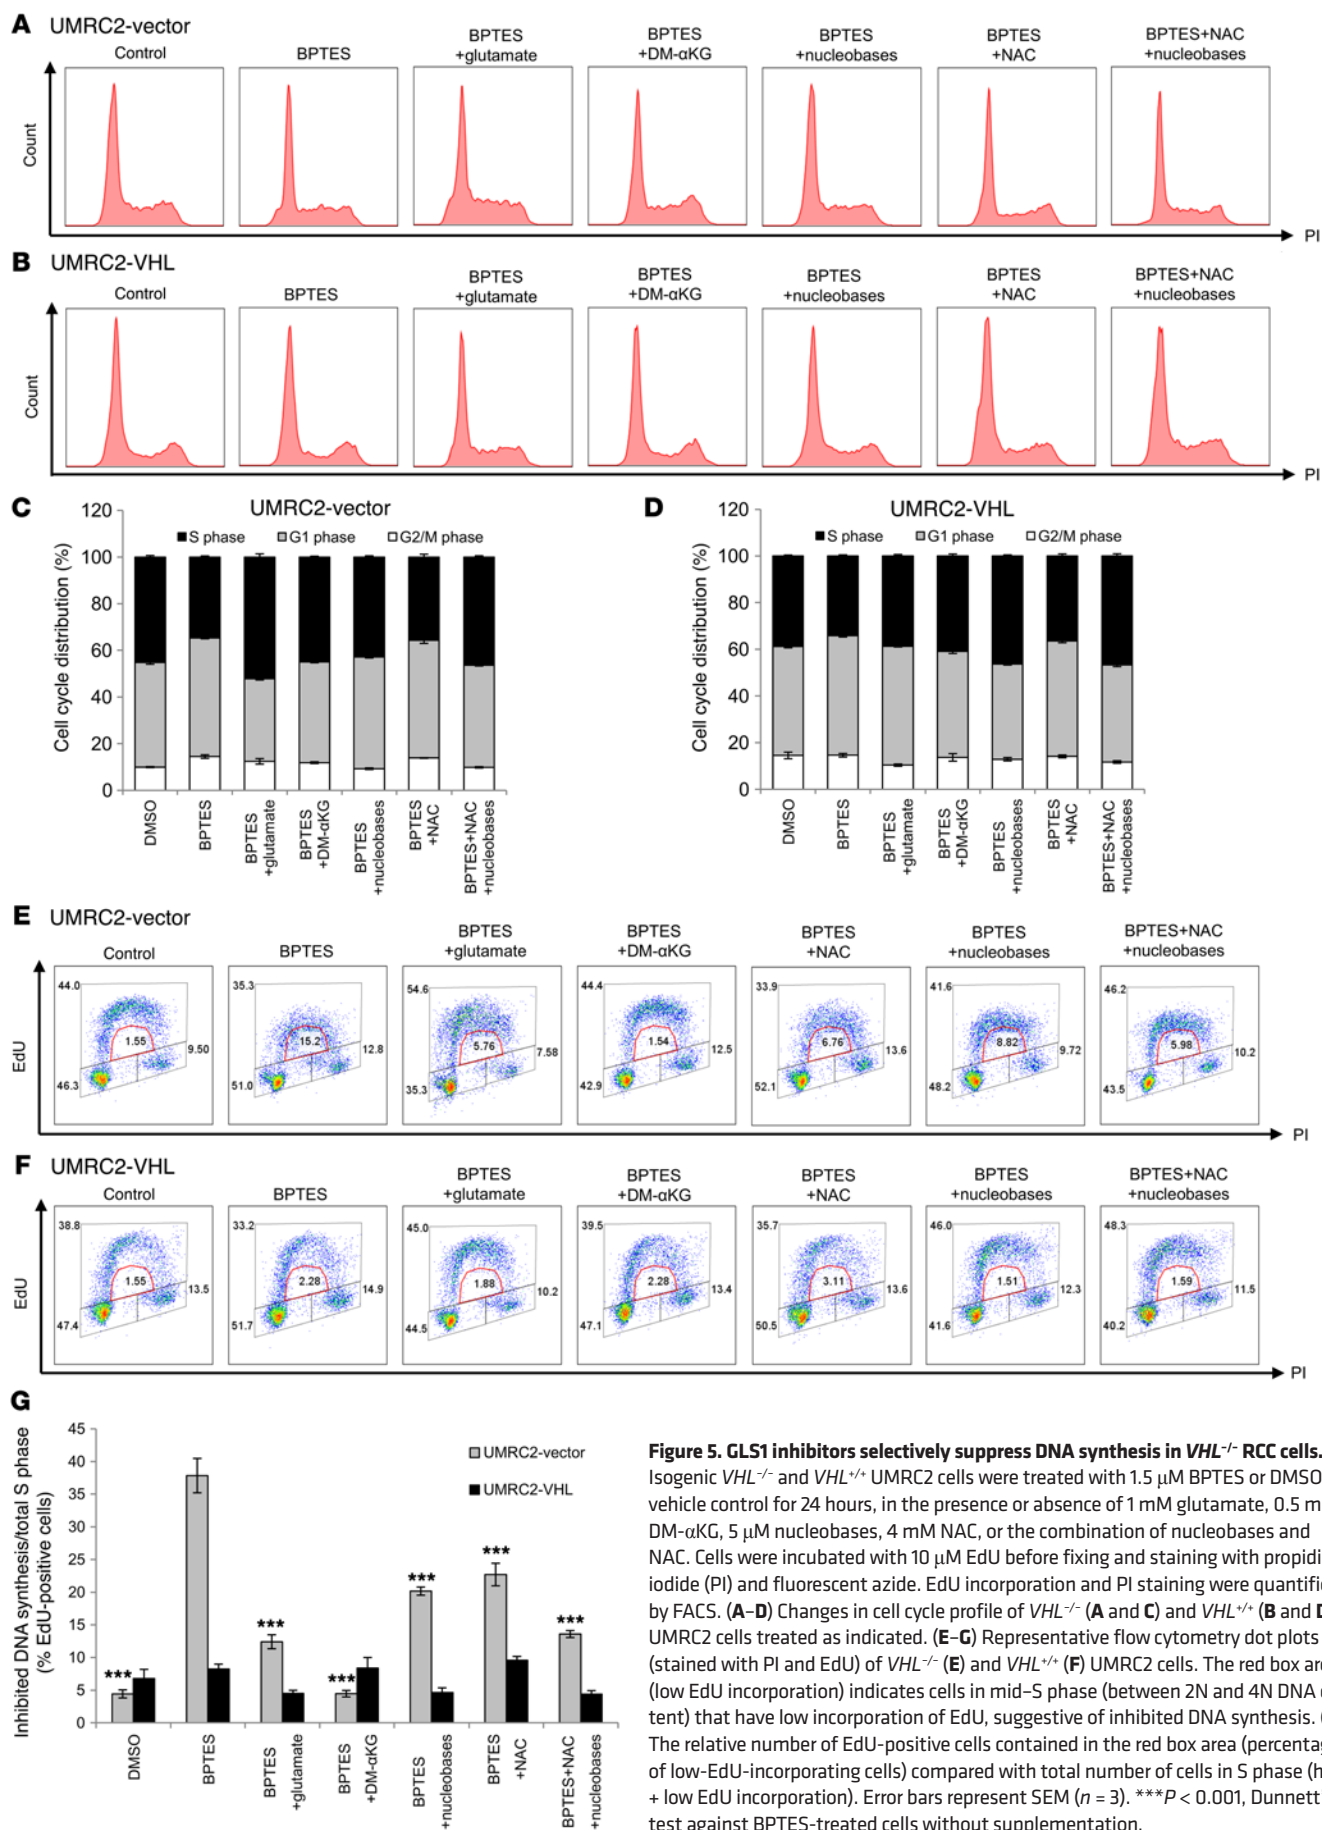 A UMRC2-vector
Control
BPTES
BPTES
+glutamate
BPTES
+DM-αKG
BPTES
+nucleobases
BPTES
+NAC
BPTES+NAC
+nucleobases
Count
PI
B UMRC2-VHL
Control
BPTES
BPTES
+glutamate
BPTES
+DM-αKG
BPTES
+nucleobases
BPTES
+NAC
BPTES+NAC
+nucleobases
Count
PI
C UMRC2-vector
S phase G1 phase G2/M phase
Cell cycle distribution (%)
120
100
80
60
40
20
0
DMSO
BPTES
BPTES
+glutamate
BPTES
+DM-αKG
BPTES
+nucleobases
BPTES
+NAC
BPTES+NAC
+nucleobases
D UMRC2-VHL
S phase G1 phase G2/M phase
Cell cycle distribution (%)
120
100
80
60
40
20
0
DMSO
BPTES
BPTES
+glutamate
BPTES
+DM-αKG
BPTES
+nucleobases
BPTES
+NAC
BPTES+NAC
+nucleobases
E UMRC2-vector
Control
BPTES
BPTES
+glutamate
BPTES
+DM-αKG
BPTES
+NAC
BPTES
+nucleobases
BPTES+NAC
+nucleobases
EdU
44.0
1.55
9.50
46.3
35.3
15.2
12.8
51.0
54.6
5.76
7.58
35.3
44.4
1.54
12.5
42.9
33.9
6.76
13.6
52.1
41.6
8.82
9.72
48.2
46.2
5.98
10.2
43.5
PI
F UMRC2-VHL
Control
BPTES
BPTES
+glutamate
BPTES
+DM-αKG
BPTES
+NAC
BPTES
+nucleobases
BPTES+NAC
+nucleobases
EdU
38.8
1.55
13.5
47.4
33.2
2.28
14.9
51.7
45.0
1.88
10.2
44.5
39.5
2.28
13.4
47.1
35.7
3.11
13.6
50.5
46.0
1.51
12.3
41.6
48.3
1.59
11.5
40.2
PI
G
Inhibited DNA synthesis/total S phase
(% EdU-positive cells)
45
40
35
30
25
20
15
10
5
0
UMRC2-vector
UMRC2-VHL
***
***
***
***
***
***
DMSO
BPTES
BPTES
+glutamate
BPTES
+DM-αKG
BPTES
+nucleobases
BPTES
+NAC
BPTES+NAC
+nucleobases
Figure 5. GLS1 inhibitors selectively suppress DNA synthesis in VHL–/– RCC cells.
Isogenic VHL–/– and VHL+/+ UMRC2 cells were treated with 1.5 μM BPTES or DMSO
vehicle control for 24 hours, in the presence or absence of 1 mM glutamate, 0.5 m
DM-αKG, 5 μM nucleobases, 4 mM NAC, or the combination of nucleobases and
NAC. Cells were incubated with 10 μM EdU before fixing and staining with propidi
iodide (PI) and fluorescent azide. EdU incorporation and PI staining were quantifie
by FACS. (A–D) Changes in cell cycle profile of VHL–/– (A and C) and VHL+/+ (B and D
UMRC2 cells treated as indicated. (E–G) Representative flow cytometry dot plots
(stained with PI and EdU) of VHL–/– (E) and VHL+/+ (F) UMRC2 cells. The red box are
(low EdU incorporation) indicates cells in mid–S phase (between 2N and 4N DNA c
tent) that have low incorporation of EdU, suggestive of inhibited DNA synthesis. (
The relative number of EdU-positive cells contained in the red box area (percentag
of low-EdU-incorporating cells) compared with total number of cells in S phase (h
+ low EdU incorporation). Error bars represent SEM (n = 3). ***P < 0.001, Dunnett
test against BPTES-treated cells without supplementation.